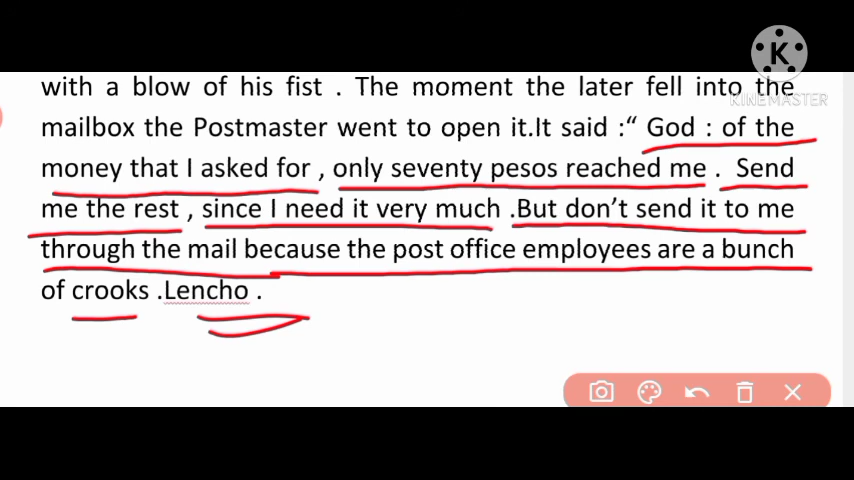 K
KINEMASTER
with a blow of his fist . The moment the later fell into the
mailbox the Postmaster went to open it.It said :“ God : of the
money that I asked for , only seventy pesos reached me . Send
me the rest , since I need it very much .But don’t send it to me
through the mail because the post office employees are a bunch
of crooks .Lencho .